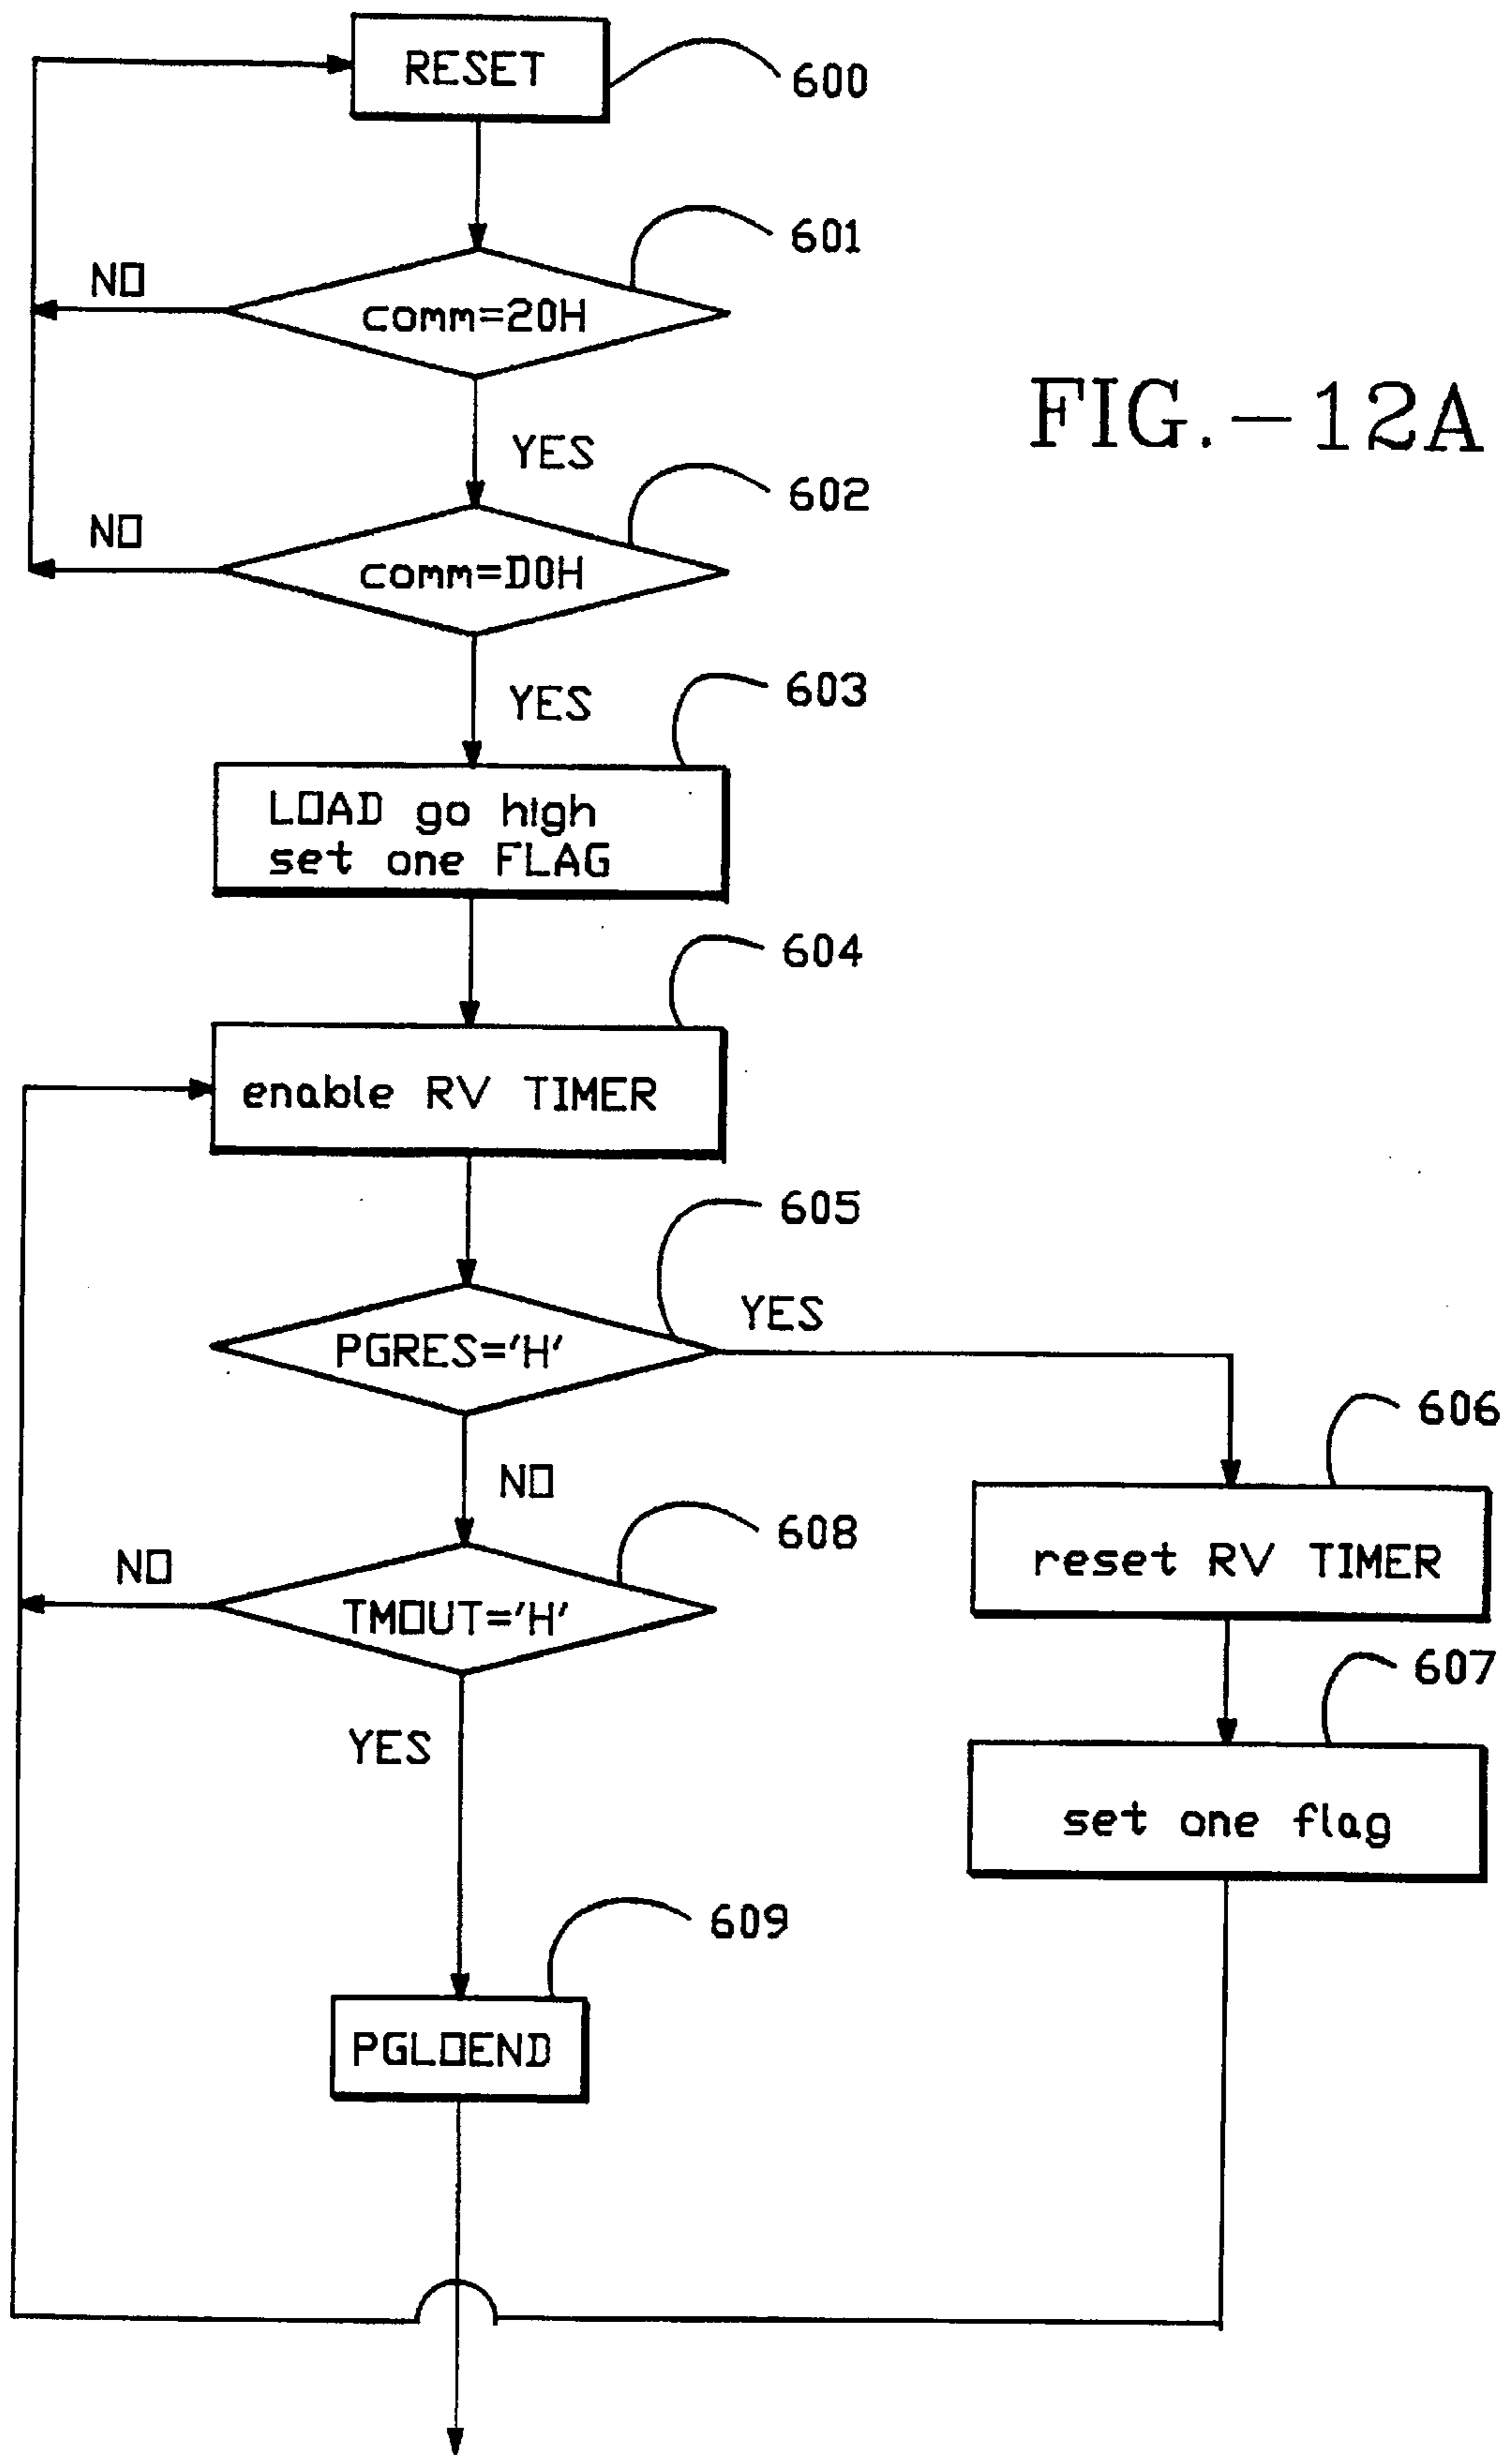 RESET
600
601
NO
comm=20H
FIG.-12A
YES
602
NO
comm=D0H
YES
603
LOAD go high
set one FLAG
604
enable RV TIMER
605
YES
PGRES='H'
606
NO
608
reset RV TIMER
NO
TMOUT='H'
607
YES
set one flag
609
PGLOEND